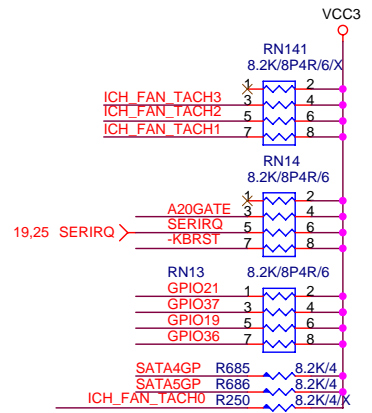 VCC3
RN141
8.2K/8P4R/6/X
1 2
ICH_FAN_TACH3 3 4
ICH_FAN_TACH2 5 6
ICH_FAN_TACH1 7 8
RN14
8.2K/8P4R/6
1 2
A20GATE 3 4
19,25 SERIRQ SERIRQ 5 6
-KBRST 7 8
RN13 8.2K/8P4R/6
GPIO21 1 2
GPIO37 3 4
GPIO19 5 6
GPIO36 7 8
SATA4GP R685 8.2K/4
SATA5GP R686 8.2K/4
ICH_FAN_TACH0 R250 8.2K/4/X